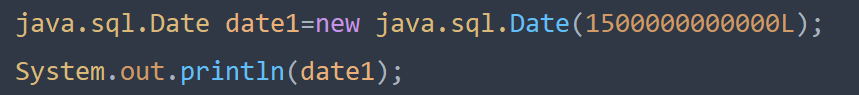 java.sql.Date date1=new java.sql.Date(1500000000000L);
System.out.println(date1);